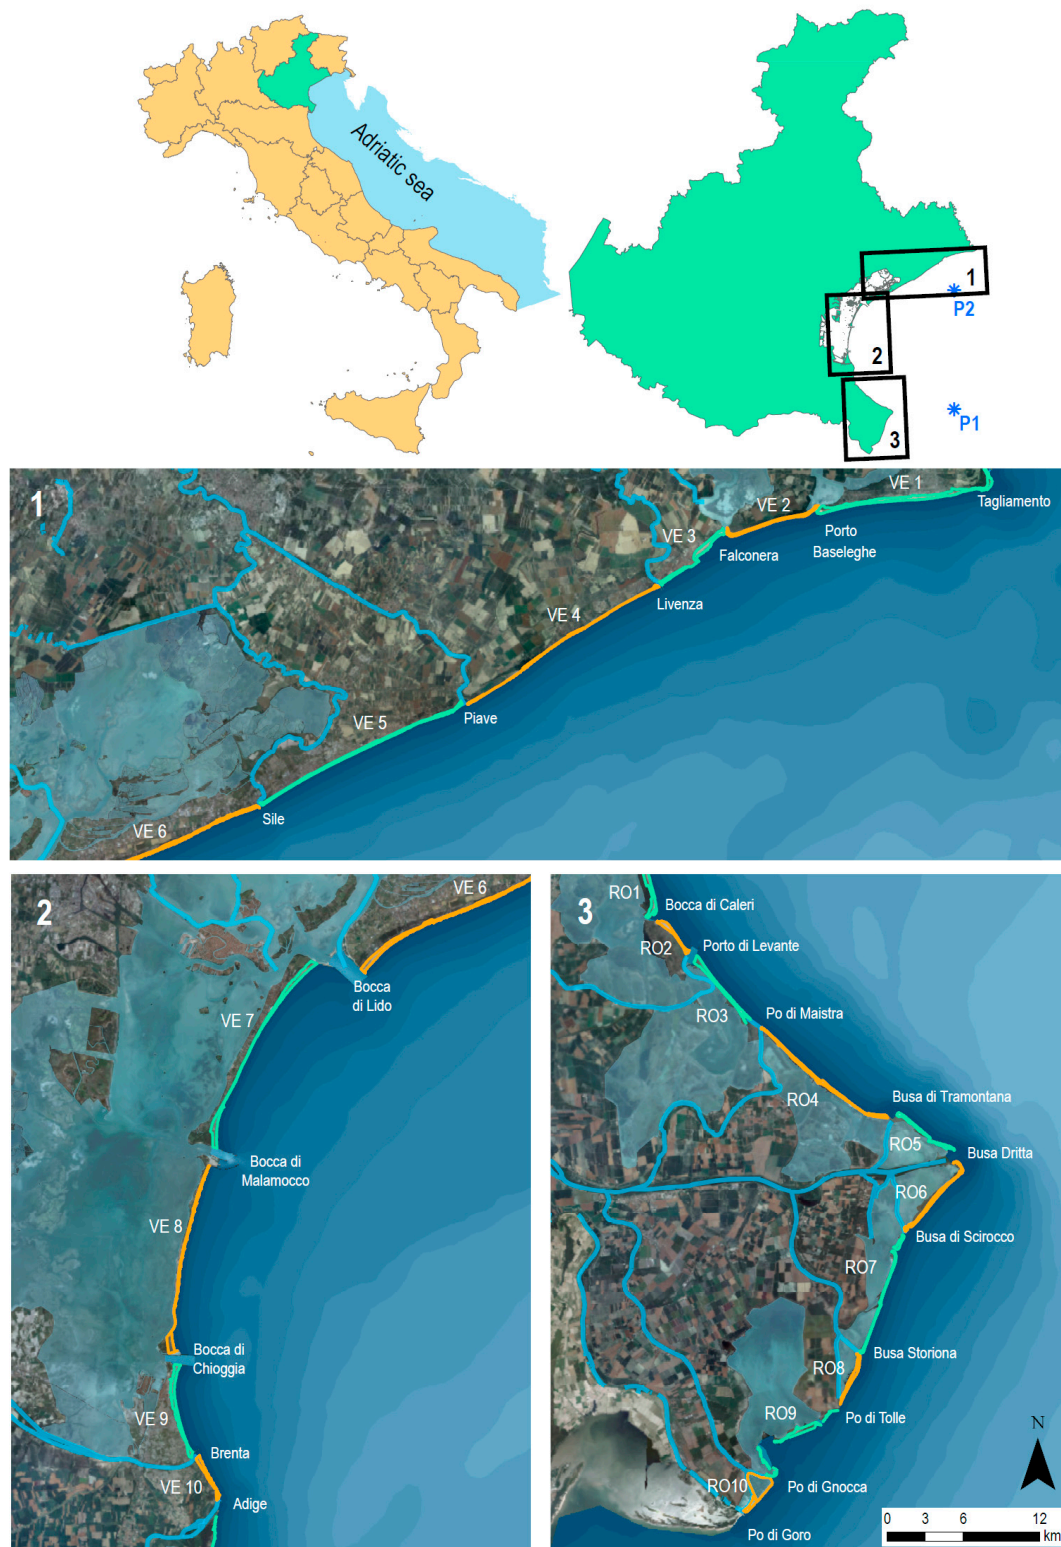 Adriatic sea
1
P2
2
P1
3
1
VE 1
Tagliamento
VE 2
Porto
Baseleghe
VE 3
Falconera
Livenza
VE 4
VE 5
Piave
Sile
VE 6
2
VE 6
Bocca
di Lido
VE 7
Bocca di
Malamocco
VE 8
Bocca di
Chioggia
VE 9
Brenta
VE 10
Adige
3
RO1
Bocca di Caleri
RO2
Porto di Levante
RO3
Po di Maistra
RO4
Busa di Tramontana
RO5
Busa Dritta
RO6
Busa di Scirocco
RO7
Busa Storiona
RO8
Po di Tolle
RO9
RO10
Po di Gnocca
Po di Goro
N
0 3 6 12
km